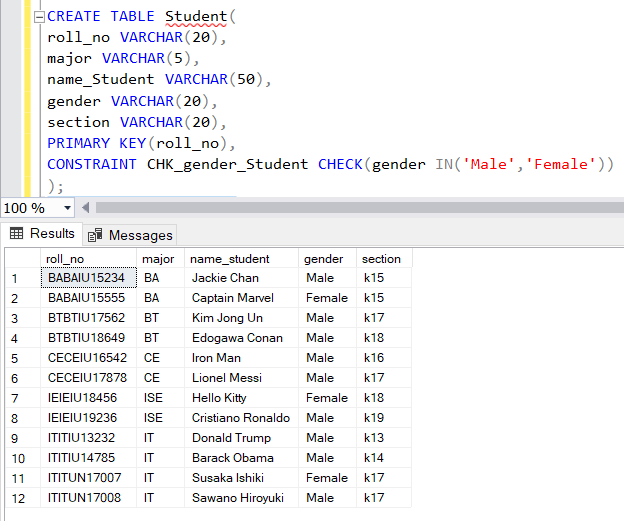 CREATE TABLE Student(
roll_no VARCHAR(20),
major VARCHAR(5),
name_Student VARCHAR(50),
gender VARCHAR(20),
section VARCHAR(20),
PRIMARY KEY(roll_no),
CONSTRAINT CHK_gender_Student CHECK(gender IN('Male','Female'))
);
100 %
Results Messages
roll_no major name_student gender section
1 BABAIU15234 BA Jackie Chan Male k15
2 BABAIU15555 BA Captain Marvel Female k15
3 BTBTIU17562 BT Kim Jong Un Male k17
4 BTBTIU18649 BT Edogawa Conan Male k18
5 CECEIU16542 CE Iron Man Male k16
6 CECEIU17878 CE Lionel Messi Male k17
7 IEIEIU18456 ISE Hello Kitty Female k18
8 IEIEIU19236 ISE Cristiano Ronaldo Male k19
9 ITITIU13232 IT Donald Trump Male k13
10 ITITIU14785 IT Barack Obama Male k14
11 ITITUN17007 IT Susaka Ishiki Female k17
12 ITITUN17008 IT Sawano Hiroyuki Male k17